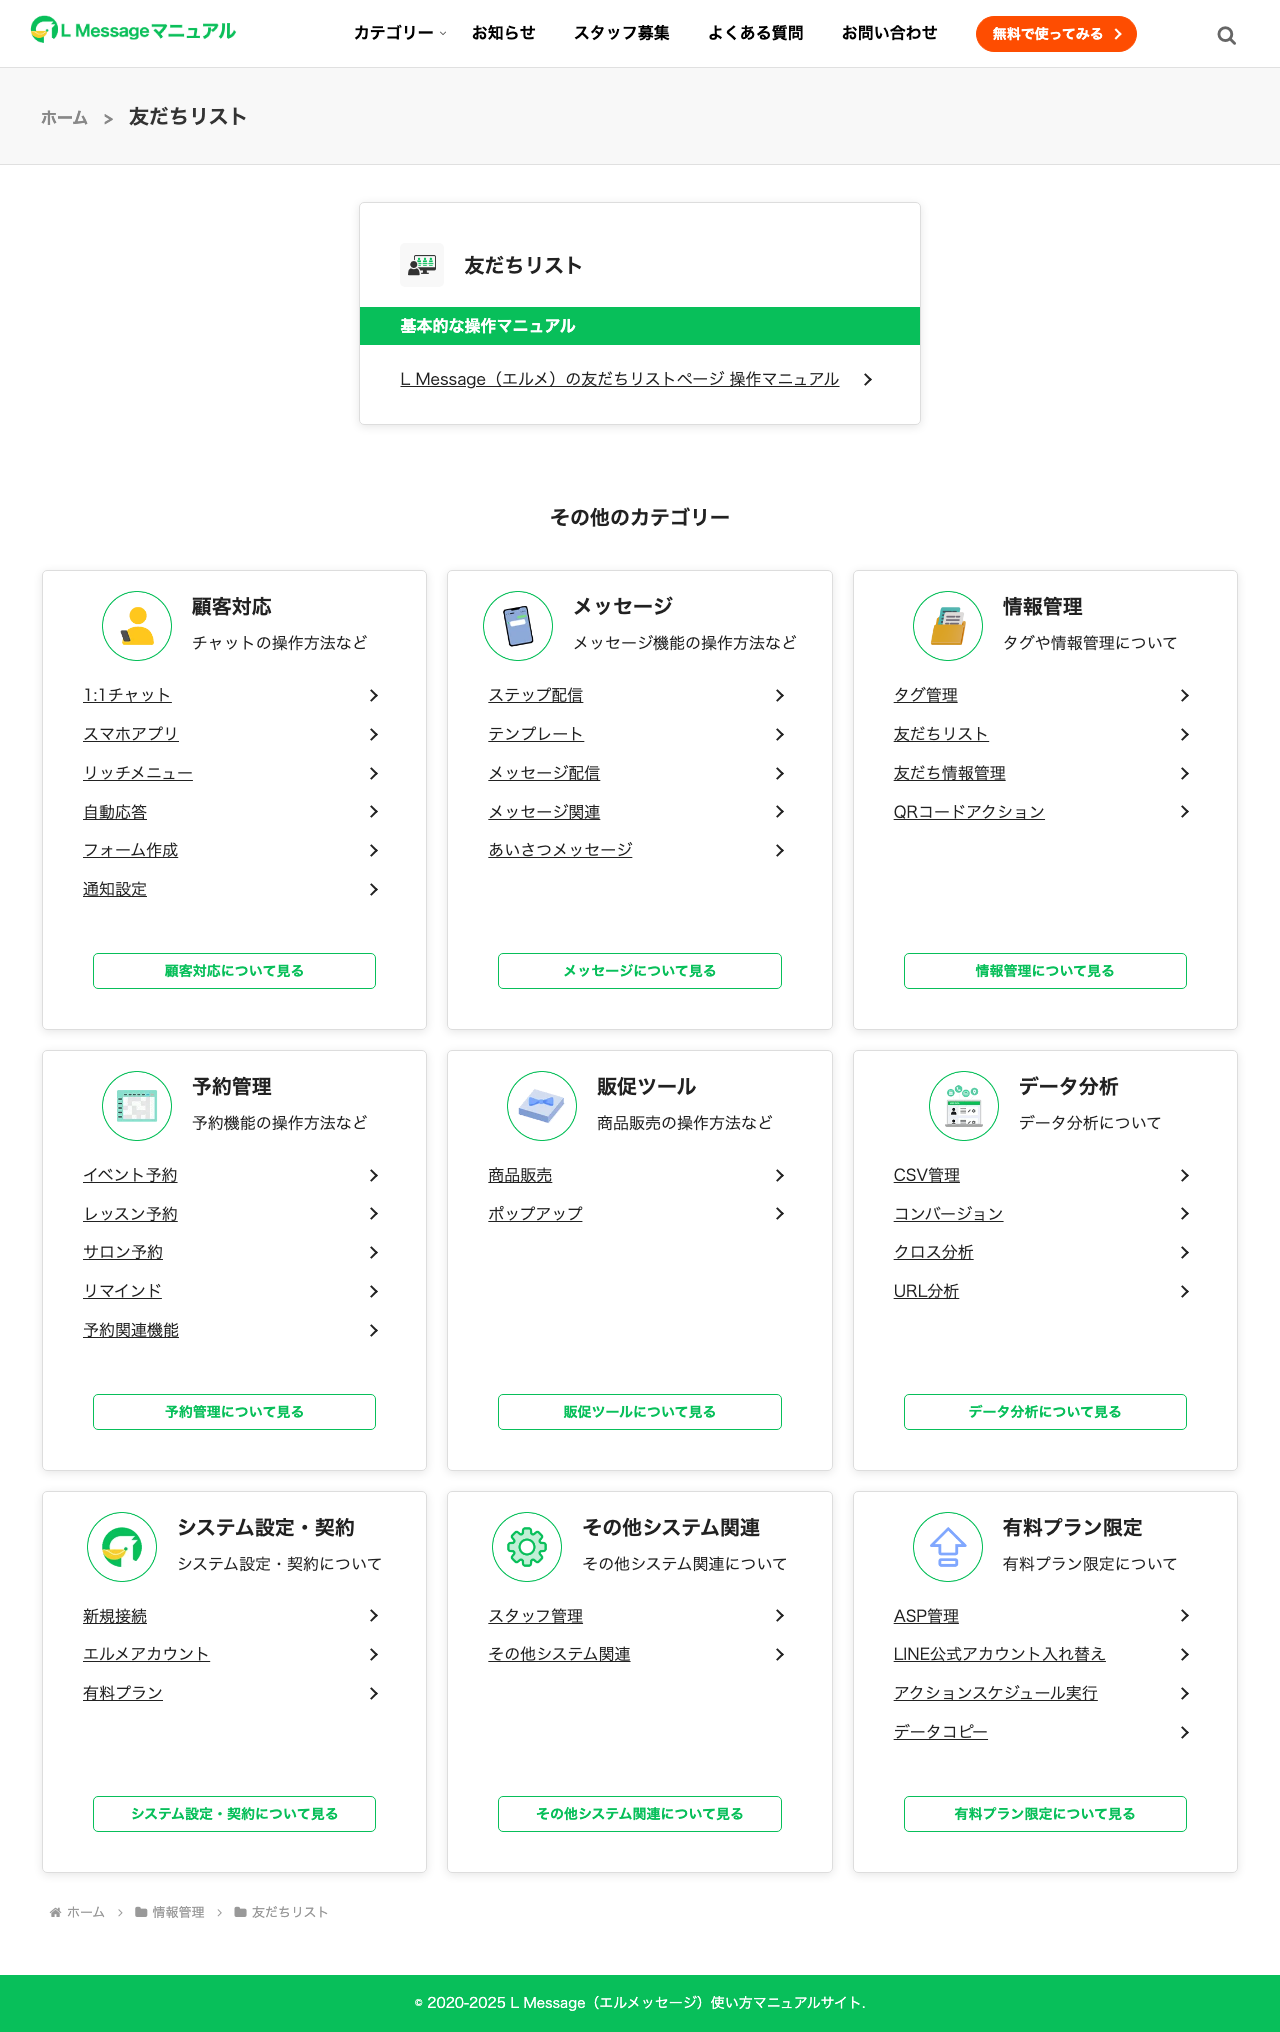 L Messageマニュアル
カテゴリー お知らせ スタッフ募集 よくある質問 お問い合わせ 無料で使ってみる
ホーム > 友だちリスト
友だちリスト
基本的な操作マニュアル
L Message（エルメ）の友だちリストページ 操作マニュアル
その他のカテゴリー
顧客対応
チャットの操作方法など
1:1チャット
スマホアプリ
リッチメニュー
自動応答
フォーム作成
通知設定
顧客対応について見る
メッセージ
メッセージ機能の操作方法など
ステップ配信
テンプレート
メッセージ配信
メッセージ関連
あいさつメッセージ
メッセージについて見る
情報管理
タグや情報管理について
タグ管理
友だちリスト
友だち情報管理
QRコードアクション
情報管理について見る
予約管理
予約機能の操作方法など
イベント予約
レッスン予約
サロン予約
リマインド
予約関連機能
予約管理について見る
販促ツール
商品販売の操作方法など
商品販売
ポップアップ
販促ツールについて見る
データ分析
データ分析について
CSV管理
コンバージョン
クロス分析
URL分析
データ分析について見る
システム設定・契約
システム設定・契約について
新規接続
エルメアカウント
有料プラン
システム設定・契約について見る
その他システム関連
その他システム関連について
スタッフ管理
その他システム関連
その他システム関連について見る
有料プラン限定
有料プラン限定について
ASP管理
LINE公式アカウント入れ替え
アクションスケジュール実行
データコピー
有料プラン限定について見る
ホーム > 情報管理 > 友だちリスト
© 2020-2025 L Message（エルメッセージ）使い方マニュアルサイト.